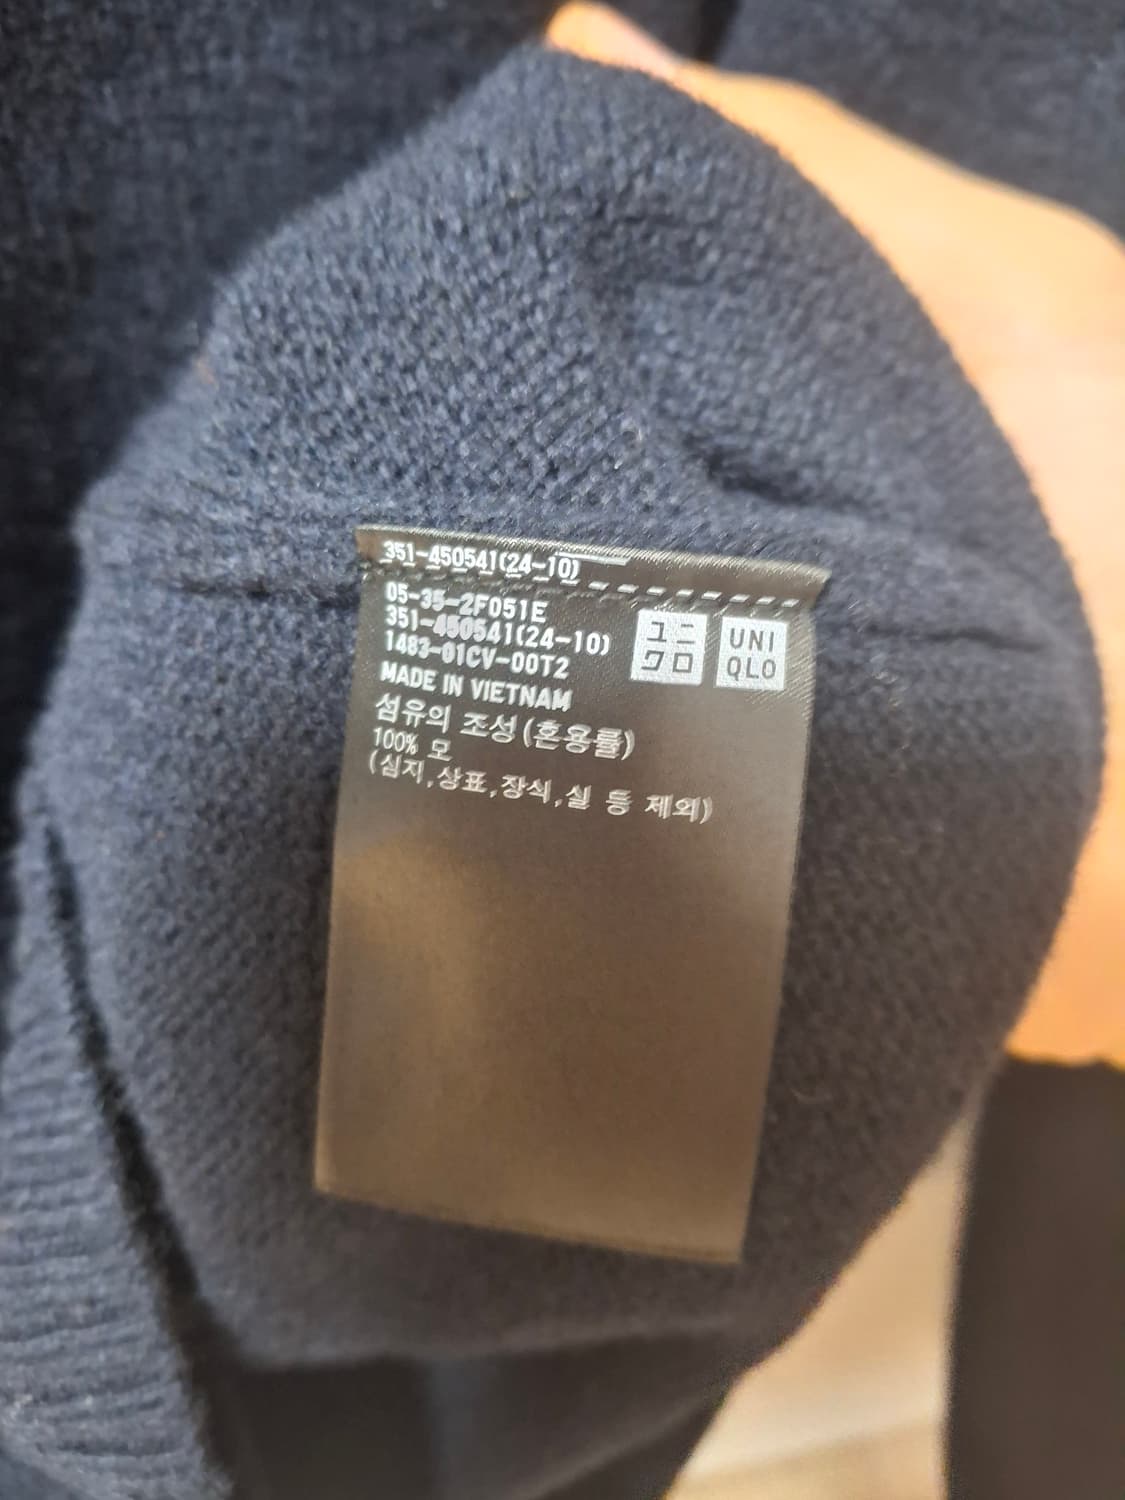 351-450541(24-10)
05-35-2F051E
351-450541(24-10)
1483-01CV-00T2
ユニ
クロ
UNI
QLO
MADE IN VIETNAM
섬유의 조성(혼용률)
100% 모
(심지,상표,장식,실 등 제외)